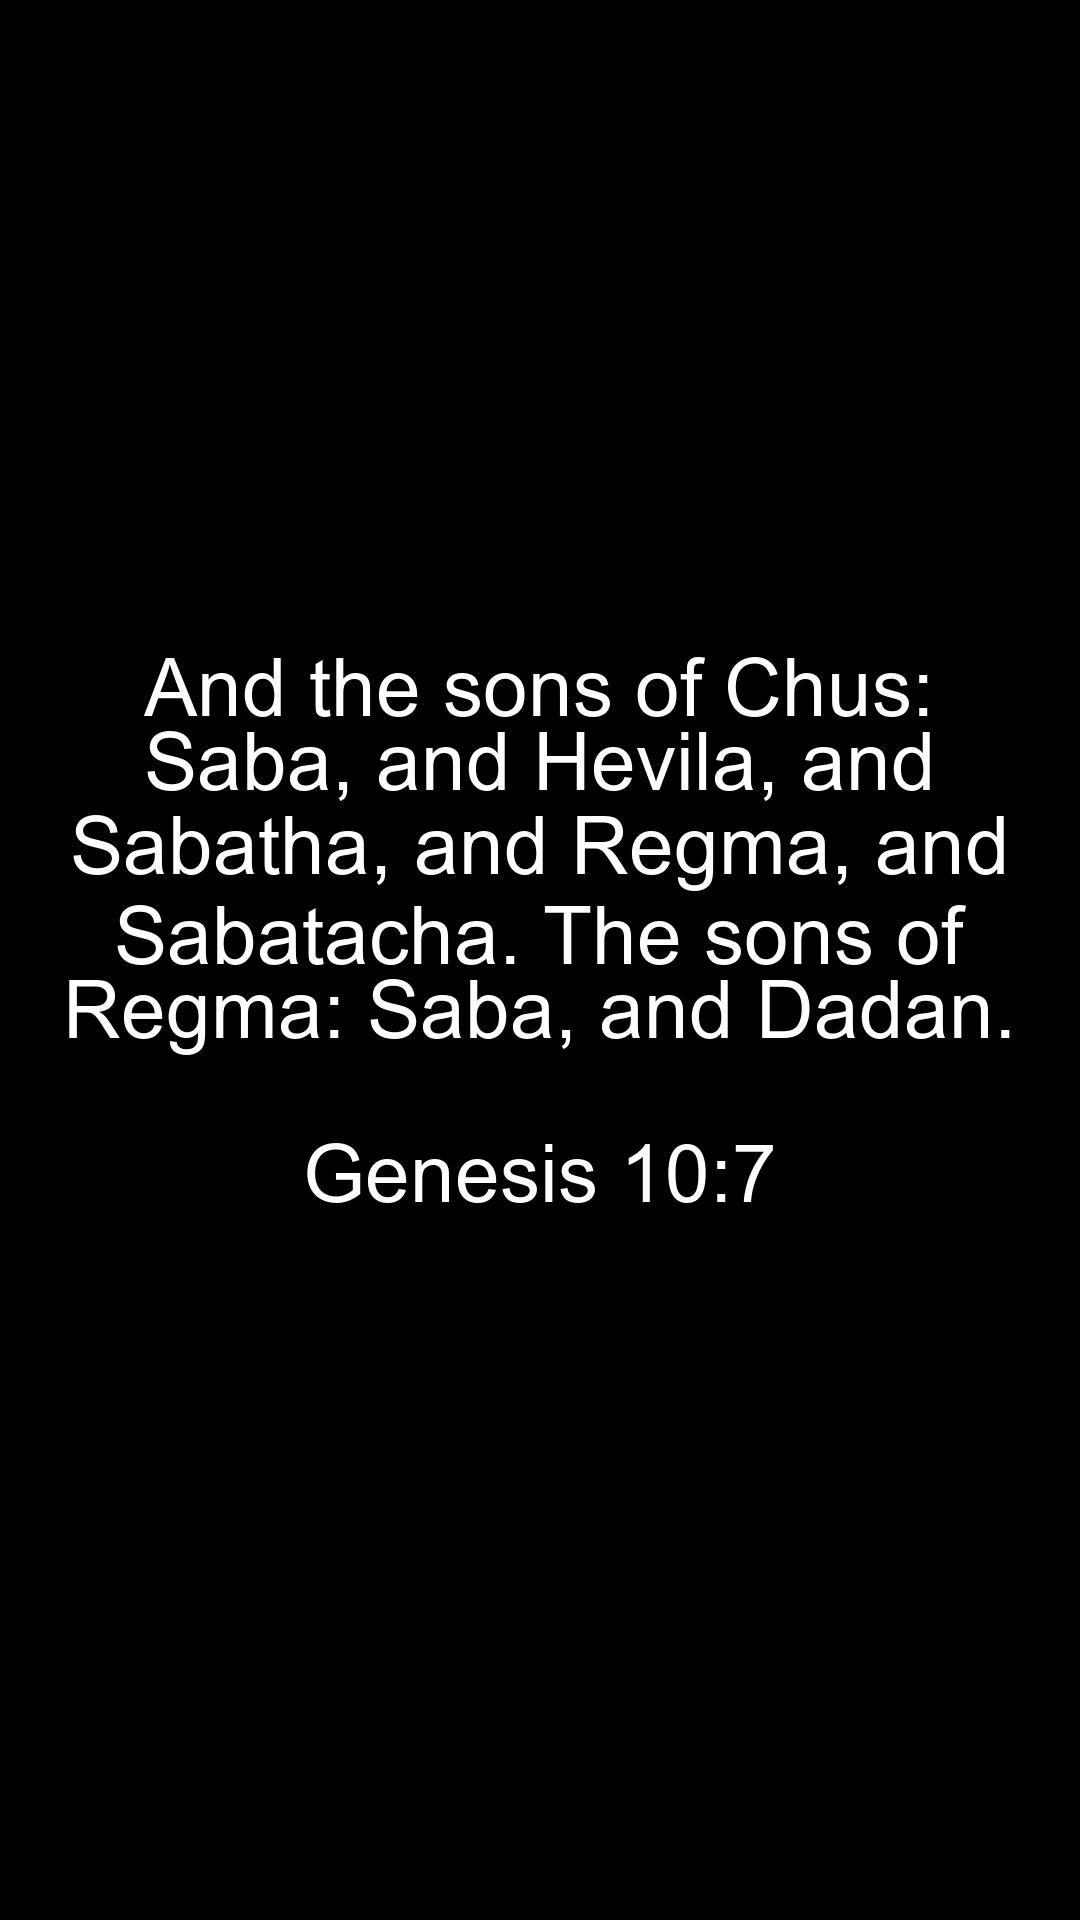 And the sons of Chus:
Saba, and Hevila, and
Sabatha, and Regma, and
Sabatacha. The sons of
Regma: Saba, and Dadan.
Genesis 10:7